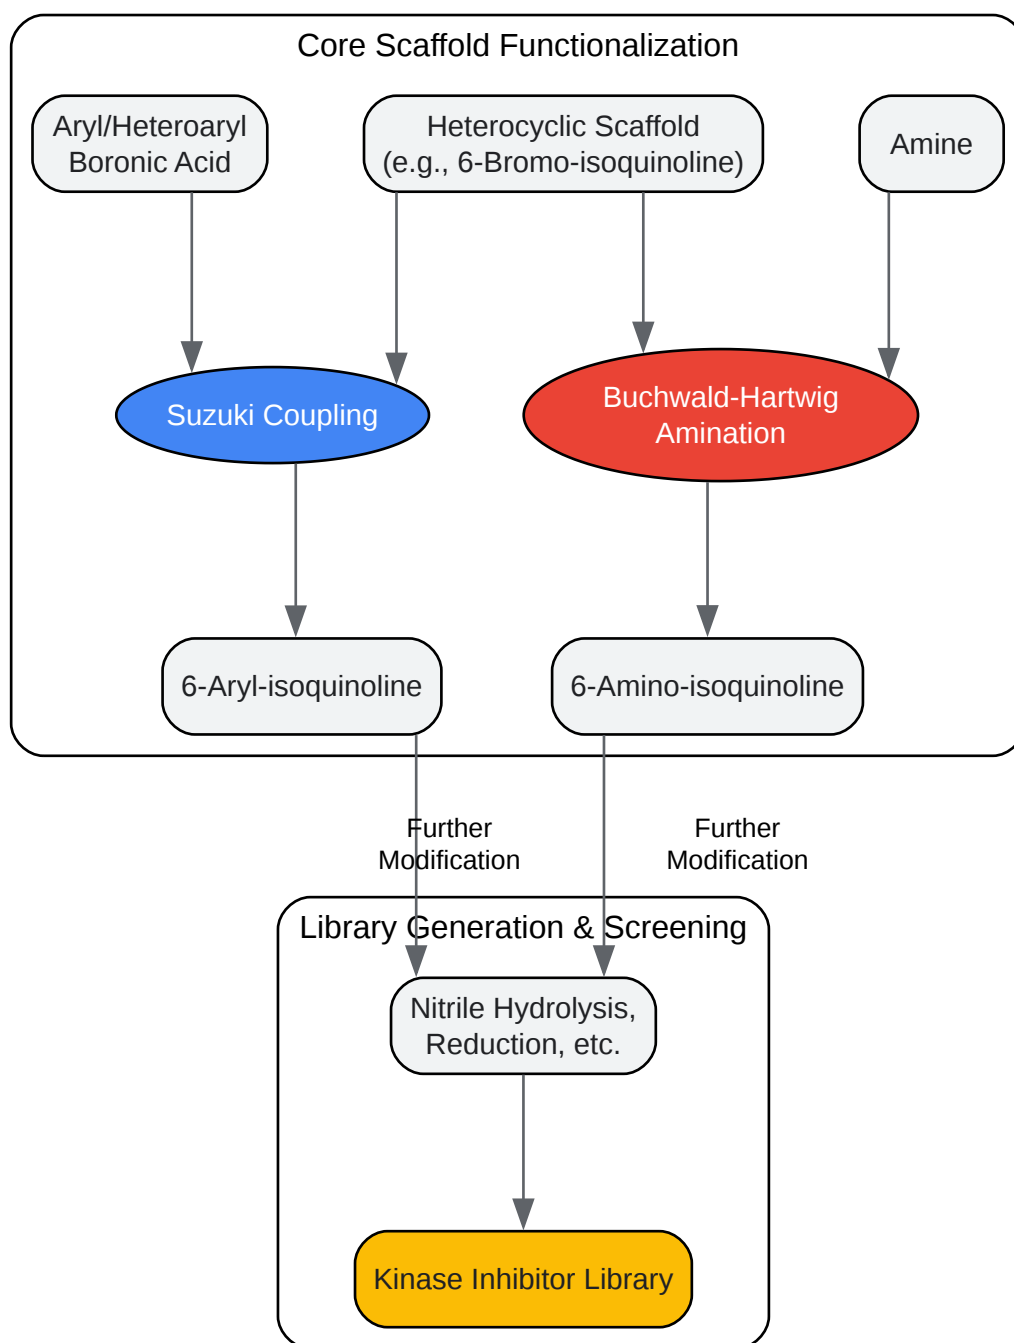 Core Scaffold Functionalization
Aryl/Heteroaryl
Boronic Acid
Heterocyclic Scaffold
(e.g., 6-Bromo-isoquinoline)
Amine
Suzuki Coupling
Buchwald-Hartwig
Amination
6-Aryl-isoquinoline
6-Amino-isoquinoline
Further
Modification
Further
Modification
Library Generation & Screening
Nitrile Hydrolysis,
Reduction, etc.
Kinase Inhibitor Library